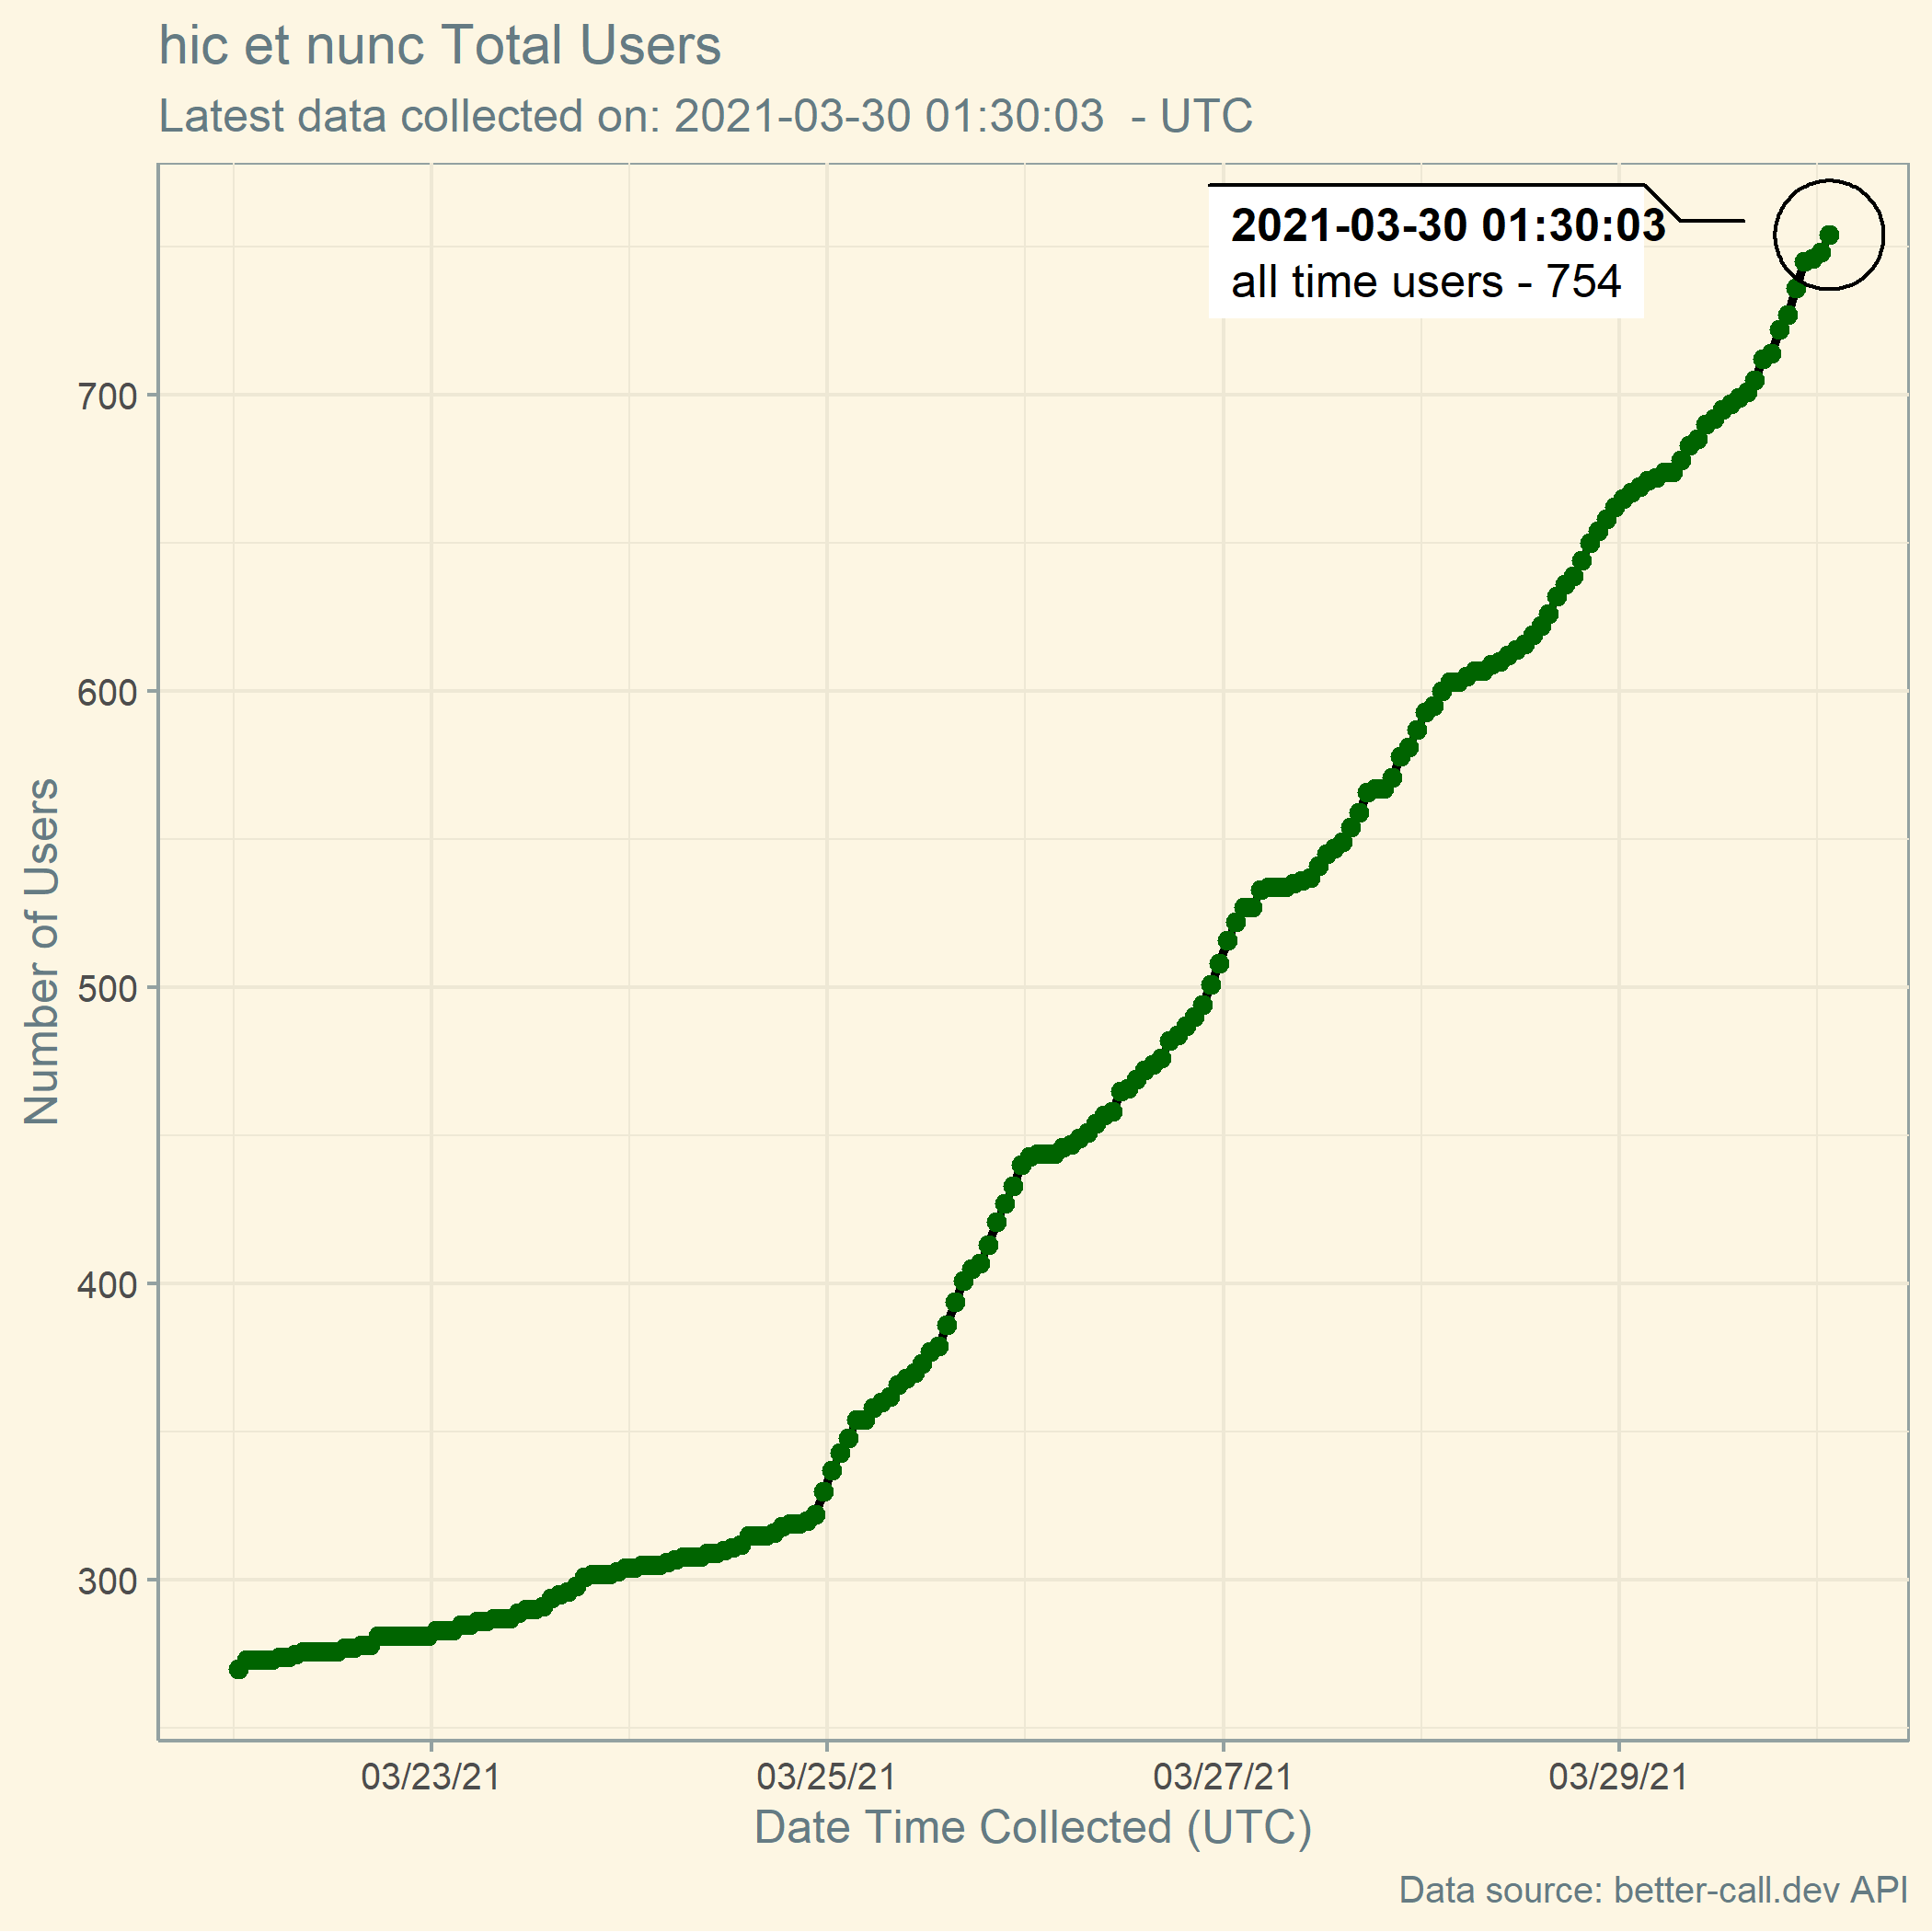 hic et nunc Total Users
Latest data collected on: 2021-03-30 01:30:03  - UTC
2021-03-30 01:30:03
all time users - 754
Number of Users
700
600
500
400
300
03/23/21
03/25/21
03/27/21
03/29/21
Date Time Collected (UTC)
Data source: better-call.dev API